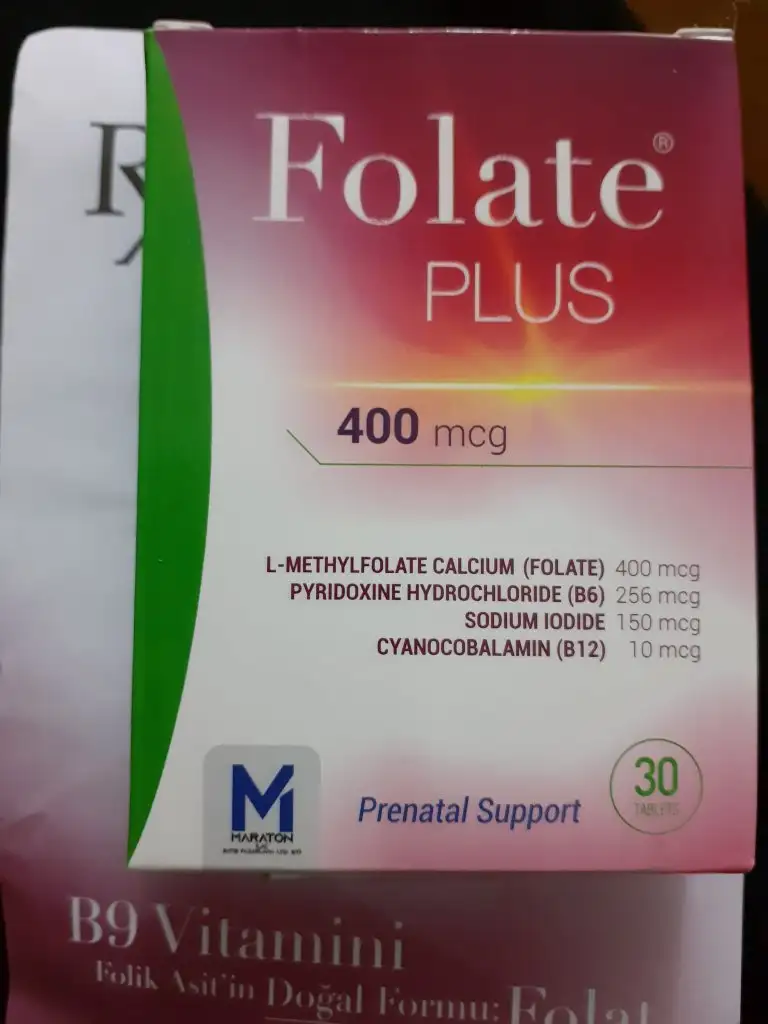 R
Folate®
PLUS
400 mcg
L-METHYLFOLATE CALCIUM (FOLATE) 400 mcg
PYRIDOXINE HYDROCHLORIDE (B6) 256 mcg
SODIUM IODIDE 150 mcg
CYANOCOBALAMIN (B12) 10 mcg
30
TABLETS
M
MARATON
Prenatal Support
B9 Vitamini
Folik Asit'in Doğal Formu: Folat